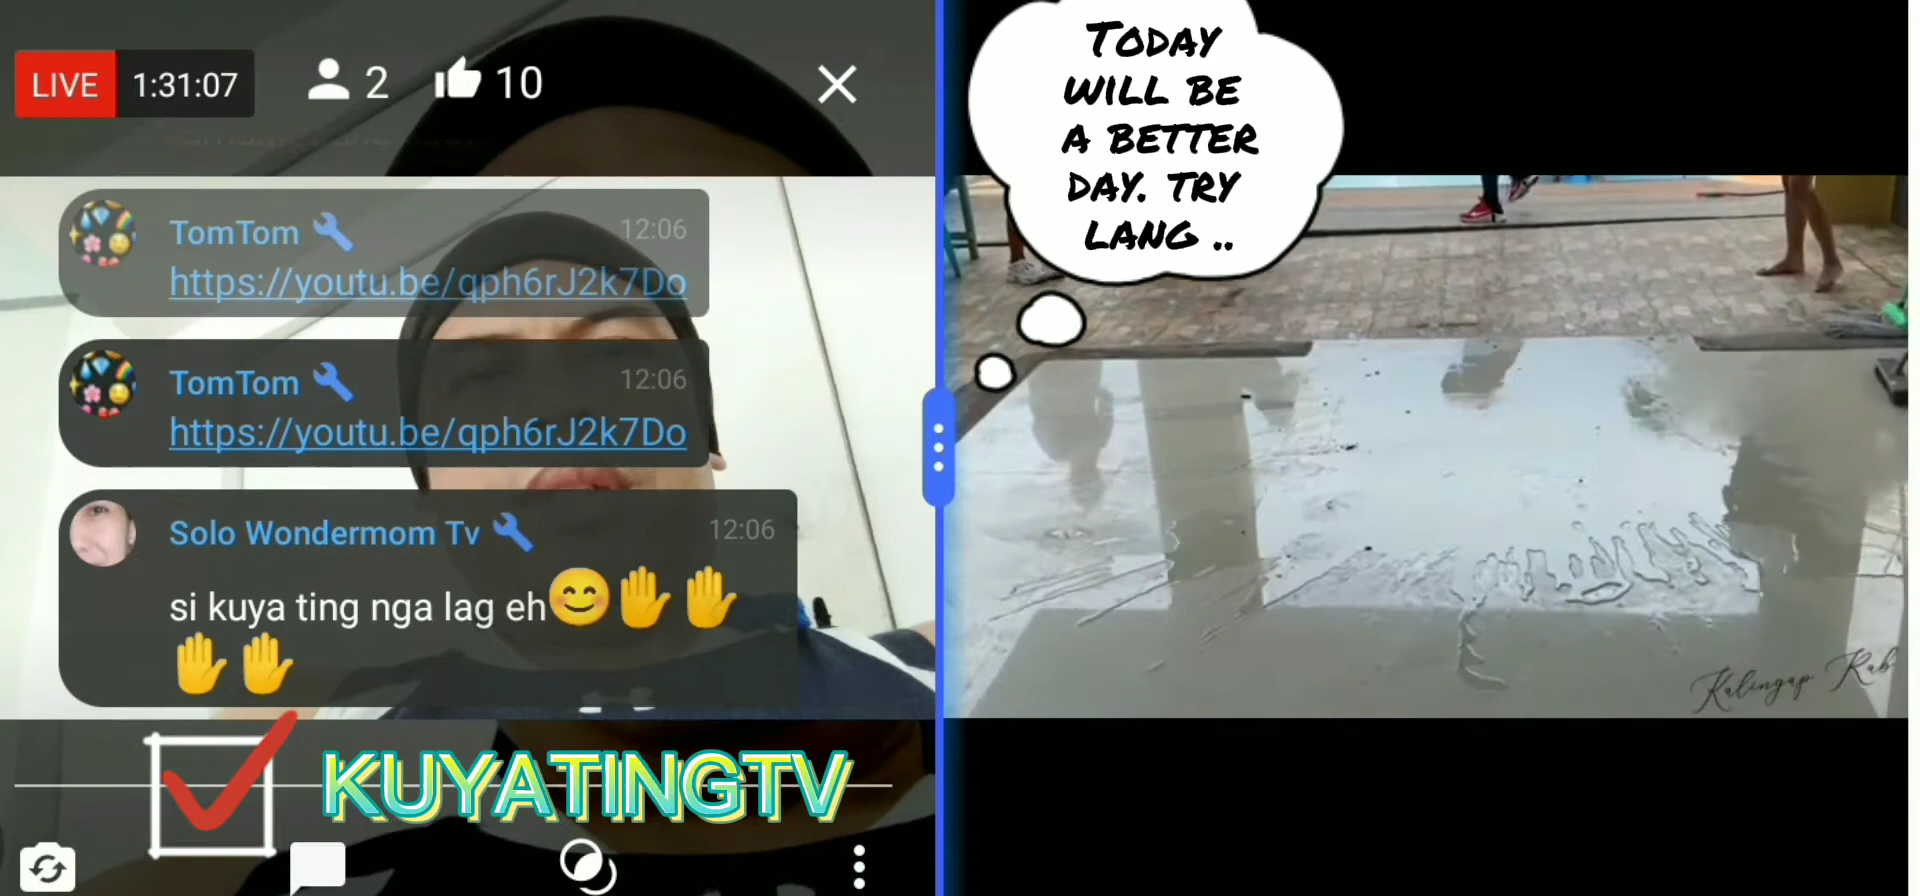 LIVE 1:31:07 2 10
TomTom 12:06
https://youtu.be/qph6rJ2k7Do
TomTom 12:06
https://youtu.be/qph6rJ2k7Do
Solo Wondermom Tv 12:06
si kuya ting nga lag eh😊✋✋
✋✋
KUYATINGTV
TODAY
WILL BE
A BETTER
DAY. TRY
LANG ..
Kalingap Rab